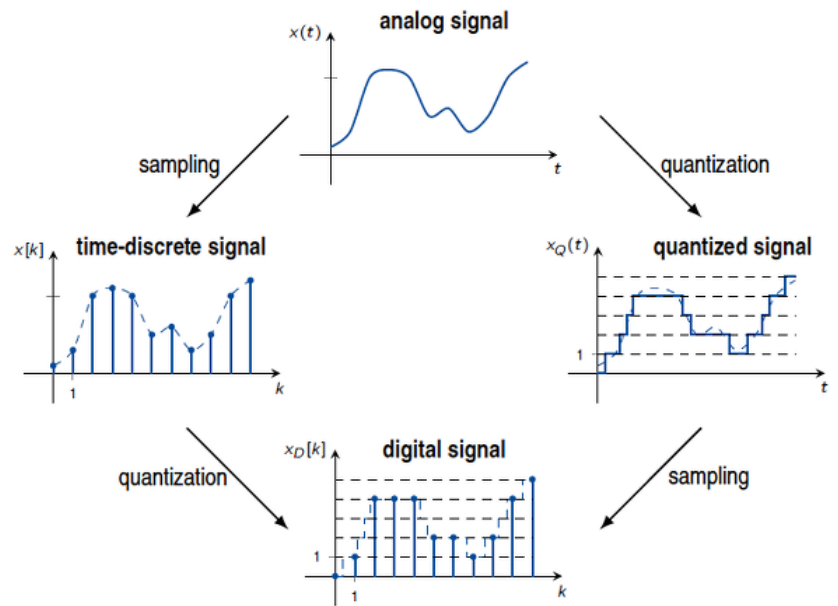 analog signal
x(t)
t
sampling
quantization
time-discrete signal
x[k]
1
k
quantized signal
x_Q(t)
1
t
quantization
sampling
digital signal
x_D[k]
1
1
k